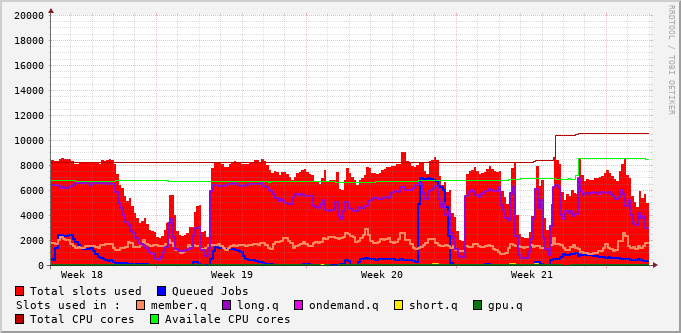 20000
18000
16000
14000
12000
10000
8000
6000
4000
2000
0
Week 18 Week 19 Week 20 Week 21
RRDTOOL / TOBI OETIKER
Total slots used Queued Jobs
Slots used in : member.q long.q ondemand.q short.q gpu.q
Total CPU cores Availale CPU cores